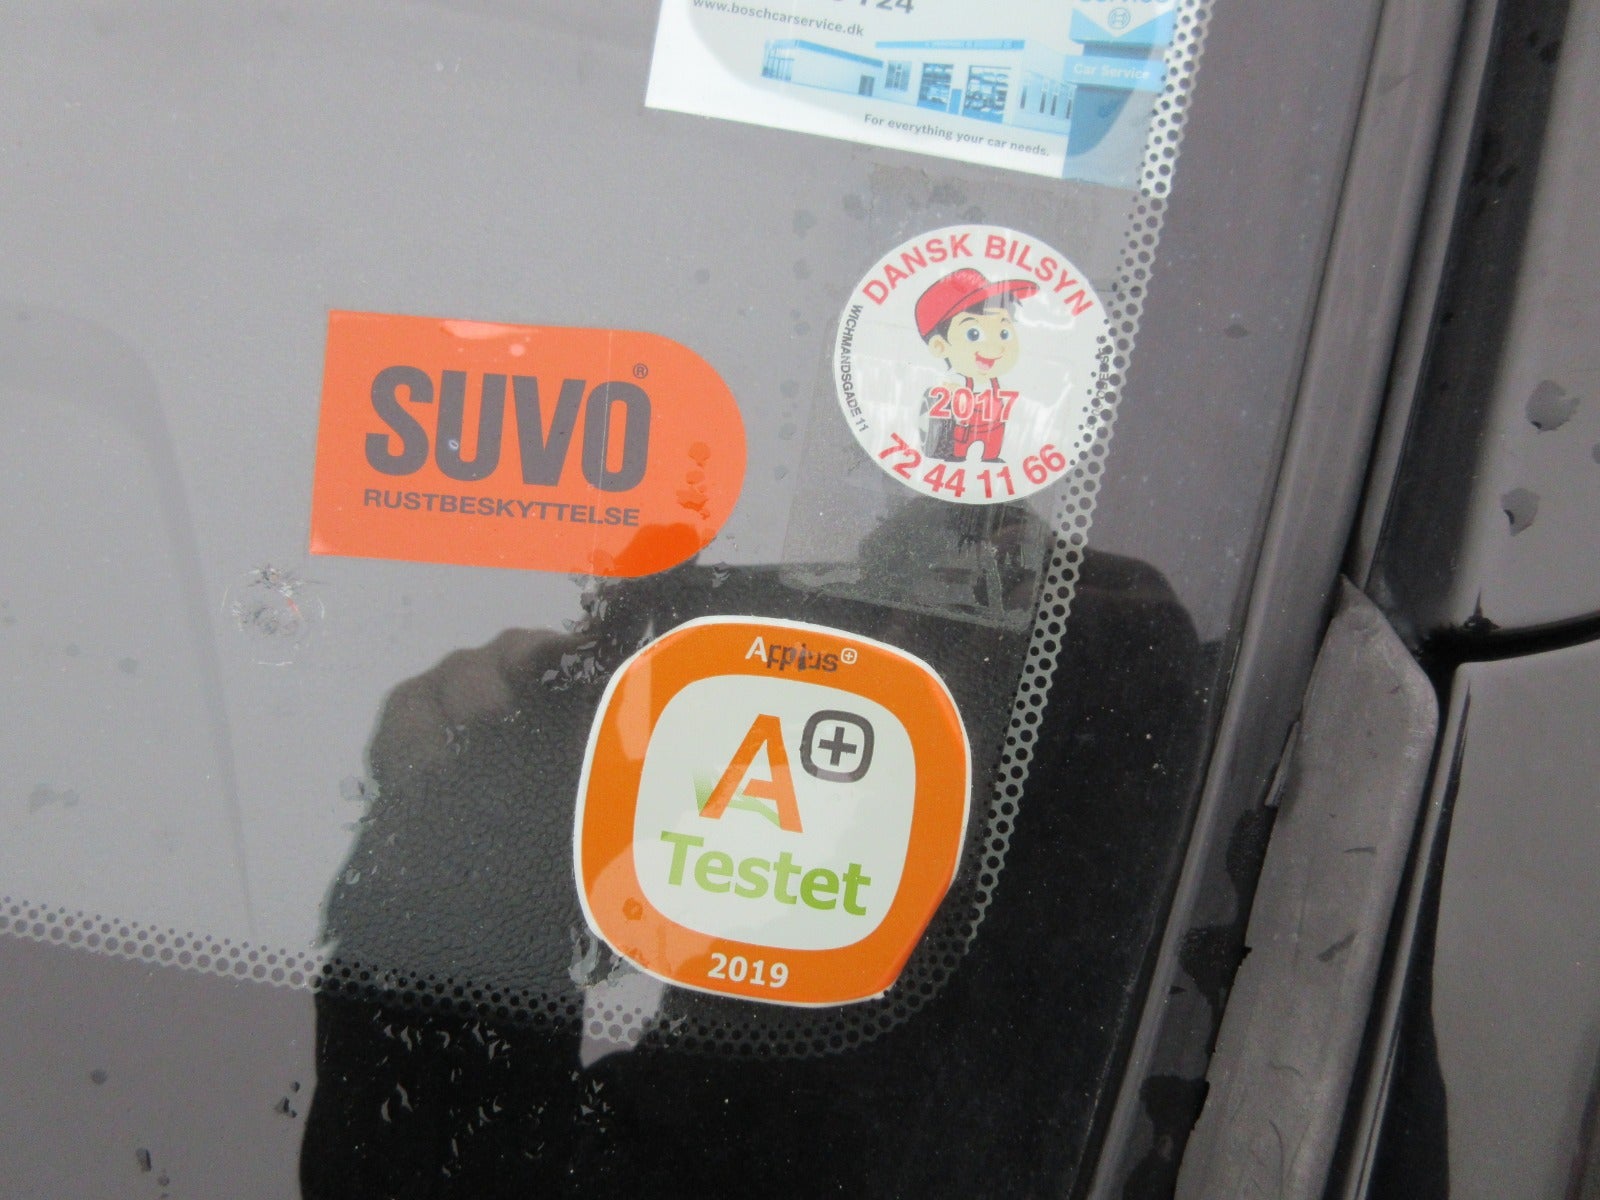 724
www.boschcarservice.dk
Car Service
For everything your car needs.
DANSK BILSYN
WICHMANDSGADE 11
2017
72 44 11 66
SUVO®
RUSTBESKYTTELSE
Applus+
A+
Testet
2019